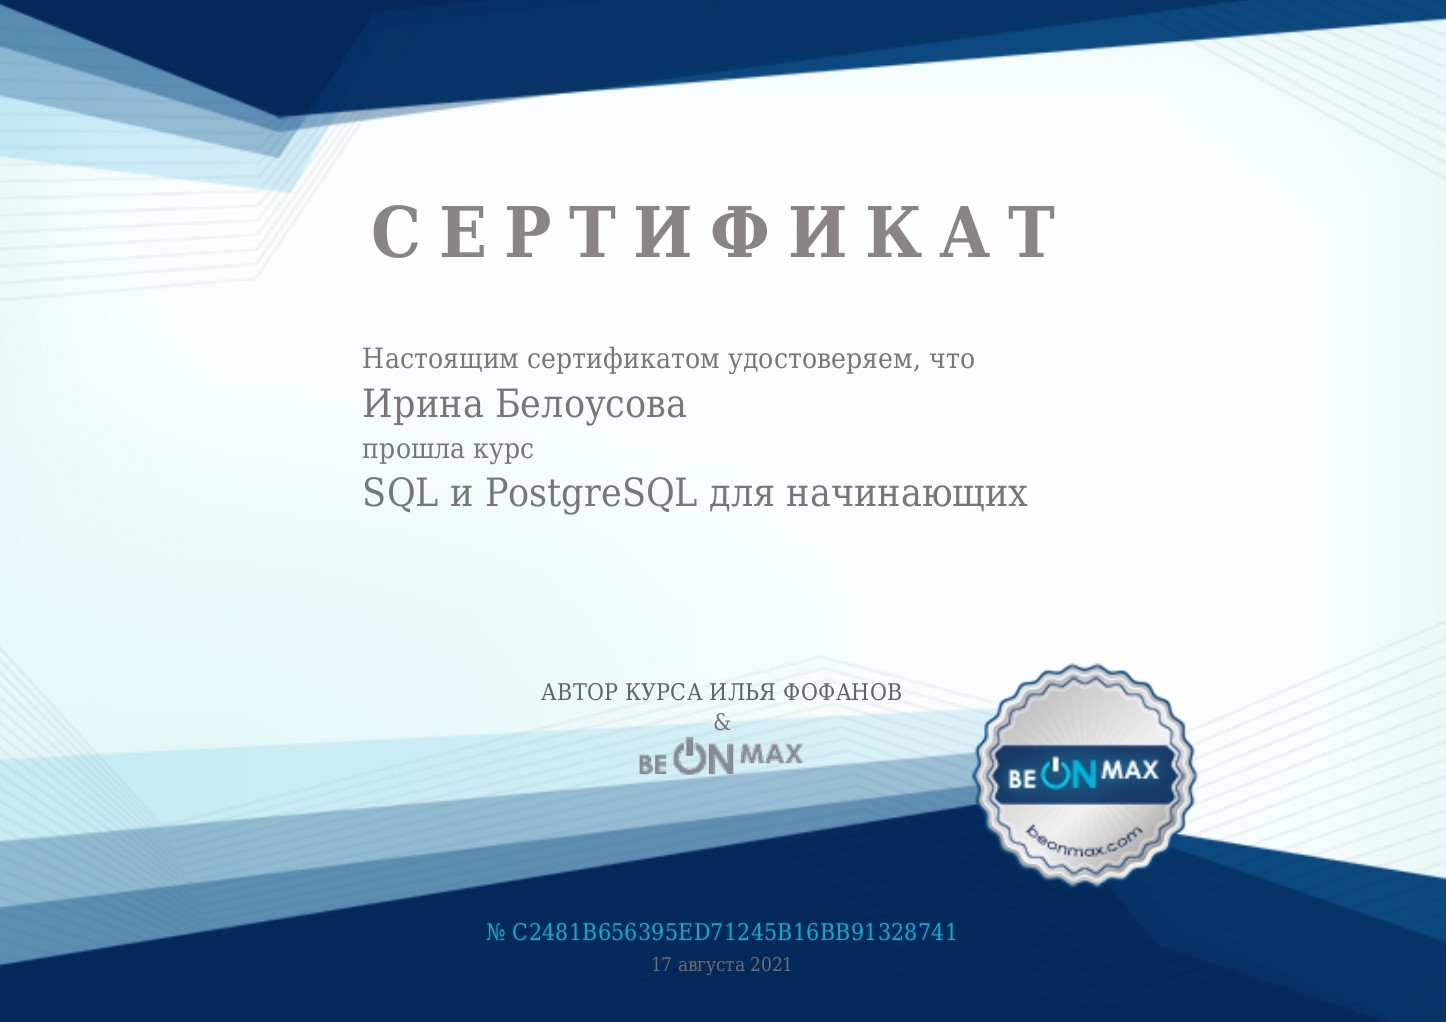 СЕРТИФИКАТ
Настоящим сертификатом удостоверяем, что
Ирина Белоусова
прошла курс
SQL и PostgreSQL для начинающих
АВТОР КУРСА ИЛЬЯ ФОФАНОВ
&
BE ON MAX
BE ON MAX
beonmax.com
№ C2481B656395ED71245B16BB91328741
17 августа 2021